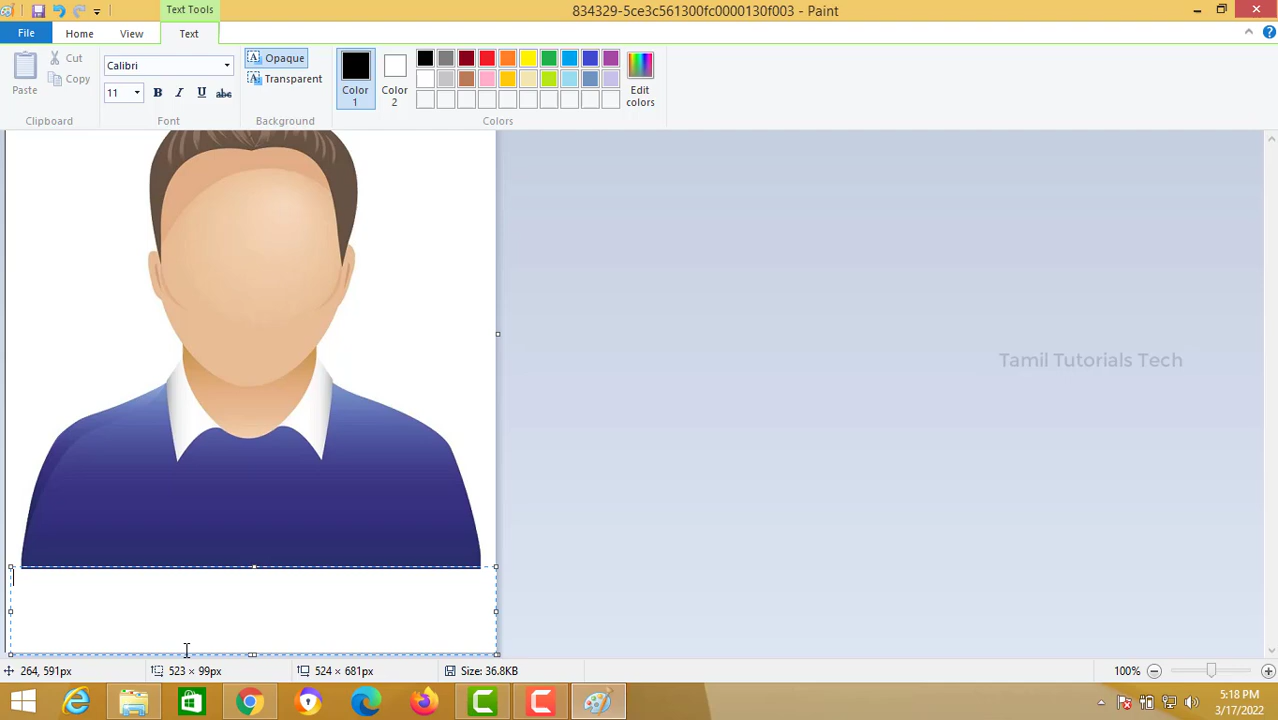 834329-5ce3c561300fc0000130f003 - Paint
Text Tools
File
Home
View
Text
Paste
Cut
Copy
Clipboard
Calibri
11
B I U abc
Font
A Opaque
A Transparent
Background
Color 1
Color 2
Edit colors
Colors
Tamil Tutorials Tech
264, 591px
523 × 99px
524 × 681px
Size: 36.8KB
100%
5:18 PM
3/17/2022